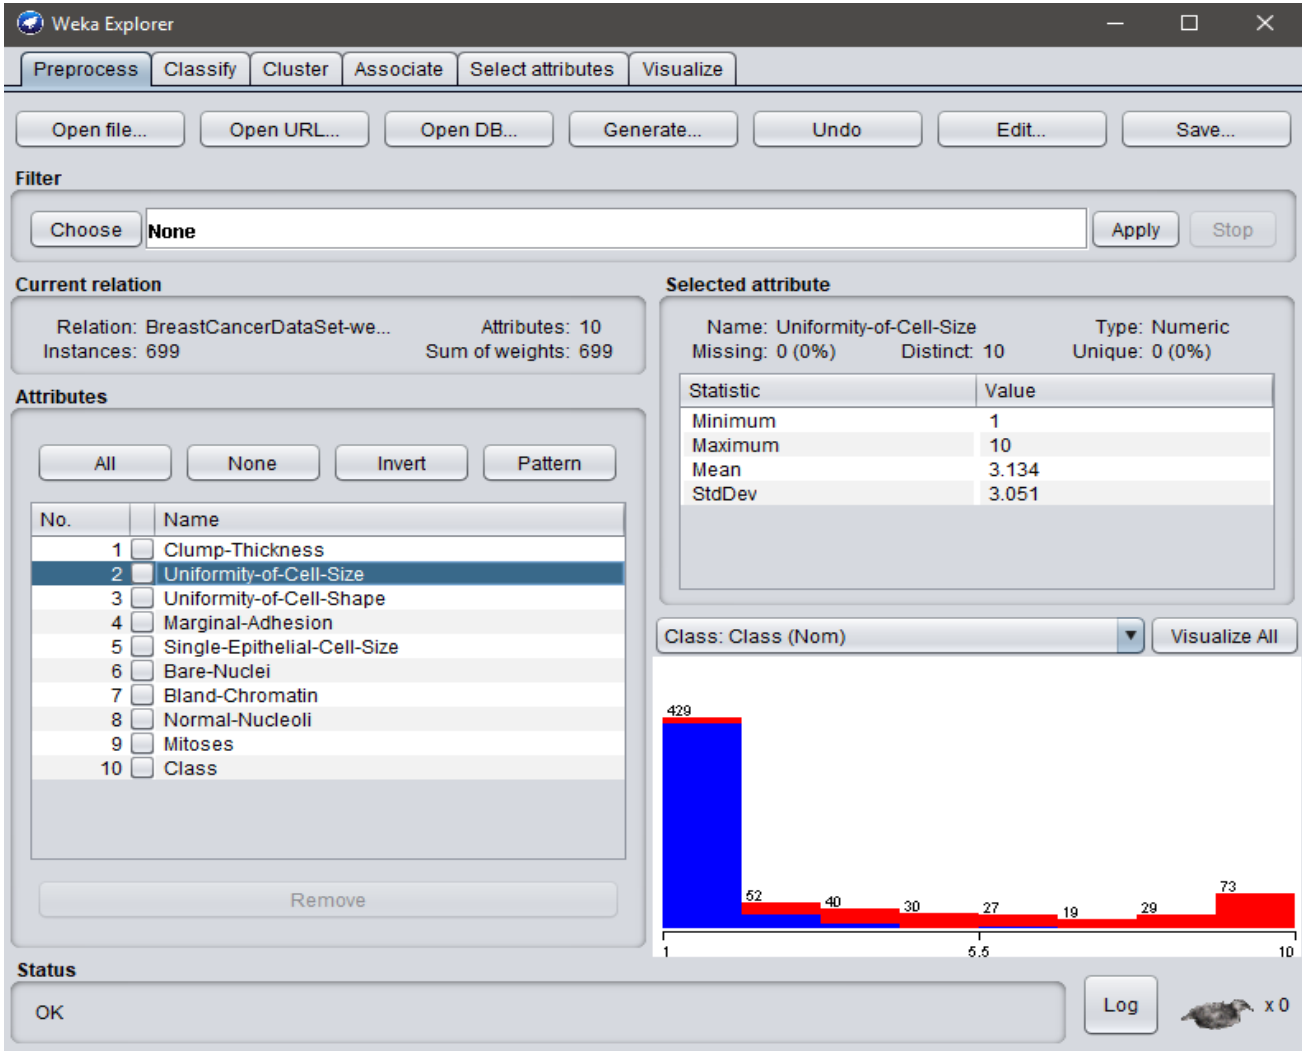 Weka Explorer
Preprocess Classify Cluster Associate Select attributes Visualize
Open file... Open URL... Open DB... Generate... Undo Edit... Save...
Filter
Choose None Apply Stop
Current relation
Relation: BreastCancerDataSet-we... Attributes: 10
Instances: 699 Sum of weights: 699
Attributes
All None Invert Pattern
No. Name
1 Clump-Thickness
2 Uniformity-of-Cell-Size
3 Uniformity-of-Cell-Shape
4 Marginal-Adhesion
5 Single-Epithelial-Cell-Size
6 Bare-Nuclei
7 Bland-Chromatin
8 Normal-Nucleoli
9 Mitoses
10 Class
Remove
Selected attribute
Name: Uniformity-of-Cell-Size Type: Numeric
Missing: 0 (0%) Distinct: 10 Unique: 0 (0%)
Statistic Value
Minimum 1
Maximum 10
Mean 3.134
StdDev 3.051
Class: Class (Nom) Visualize All
429
52 40 30 27 19 29 73
1 5.5 10
Status
OK Log x 0